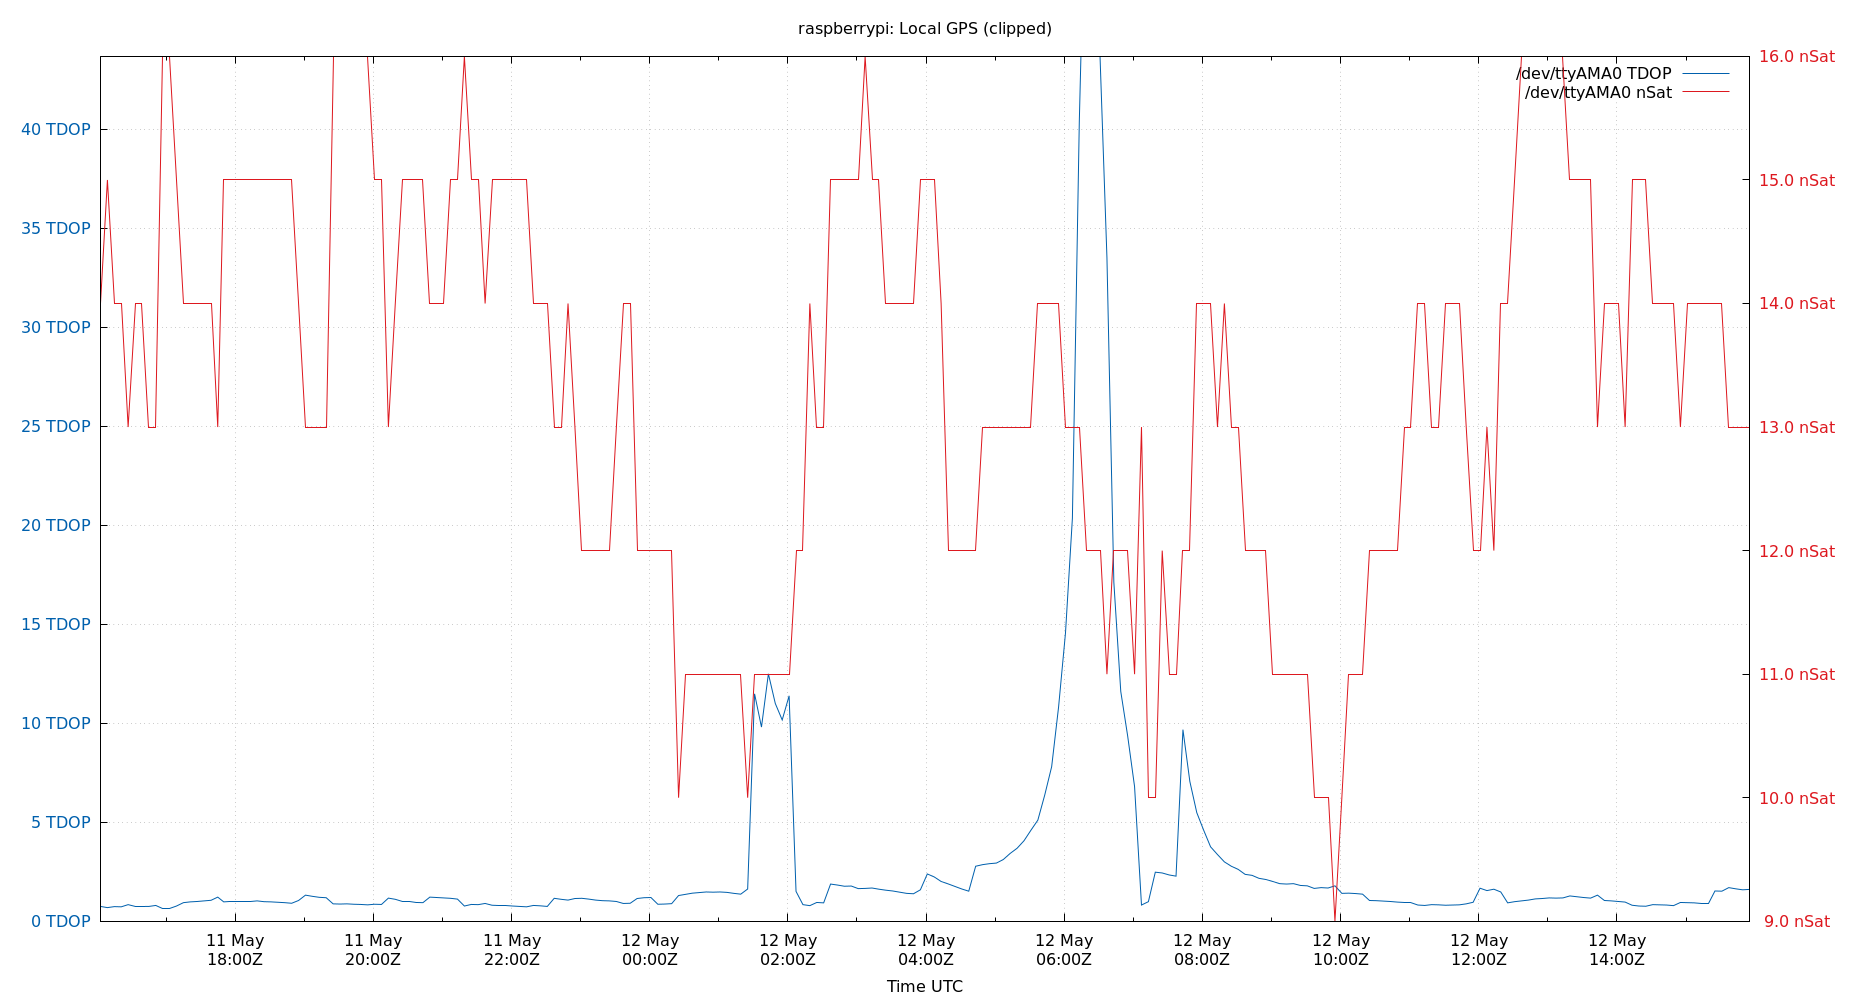 raspberrypi: Local GPS (clipped)
16.0 nSat
/dev/ttyAMA0 TDOP
/dev/ttyAMA0 nSat
40 TDOP
15.0 nSat
35 TDOP
14.0 nSat
30 TDOP
25 TDOP
13.0 nSat
20 TDOP
12.0 nSat
15 TDOP
11.0 nSat
10 TDOP
10.0 nSat
5 TDOP
0 TDOP
9.0 nSat
11 May 11 May 11 May 12 May 12 May 12 May 12 May 12 May 12 May 12 May 12 May
18:00Z 20:00Z 22:00Z 00:00Z 02:00Z 04:00Z 06:00Z 08:00Z 10:00Z 12:00Z 14:00Z
Time UTC